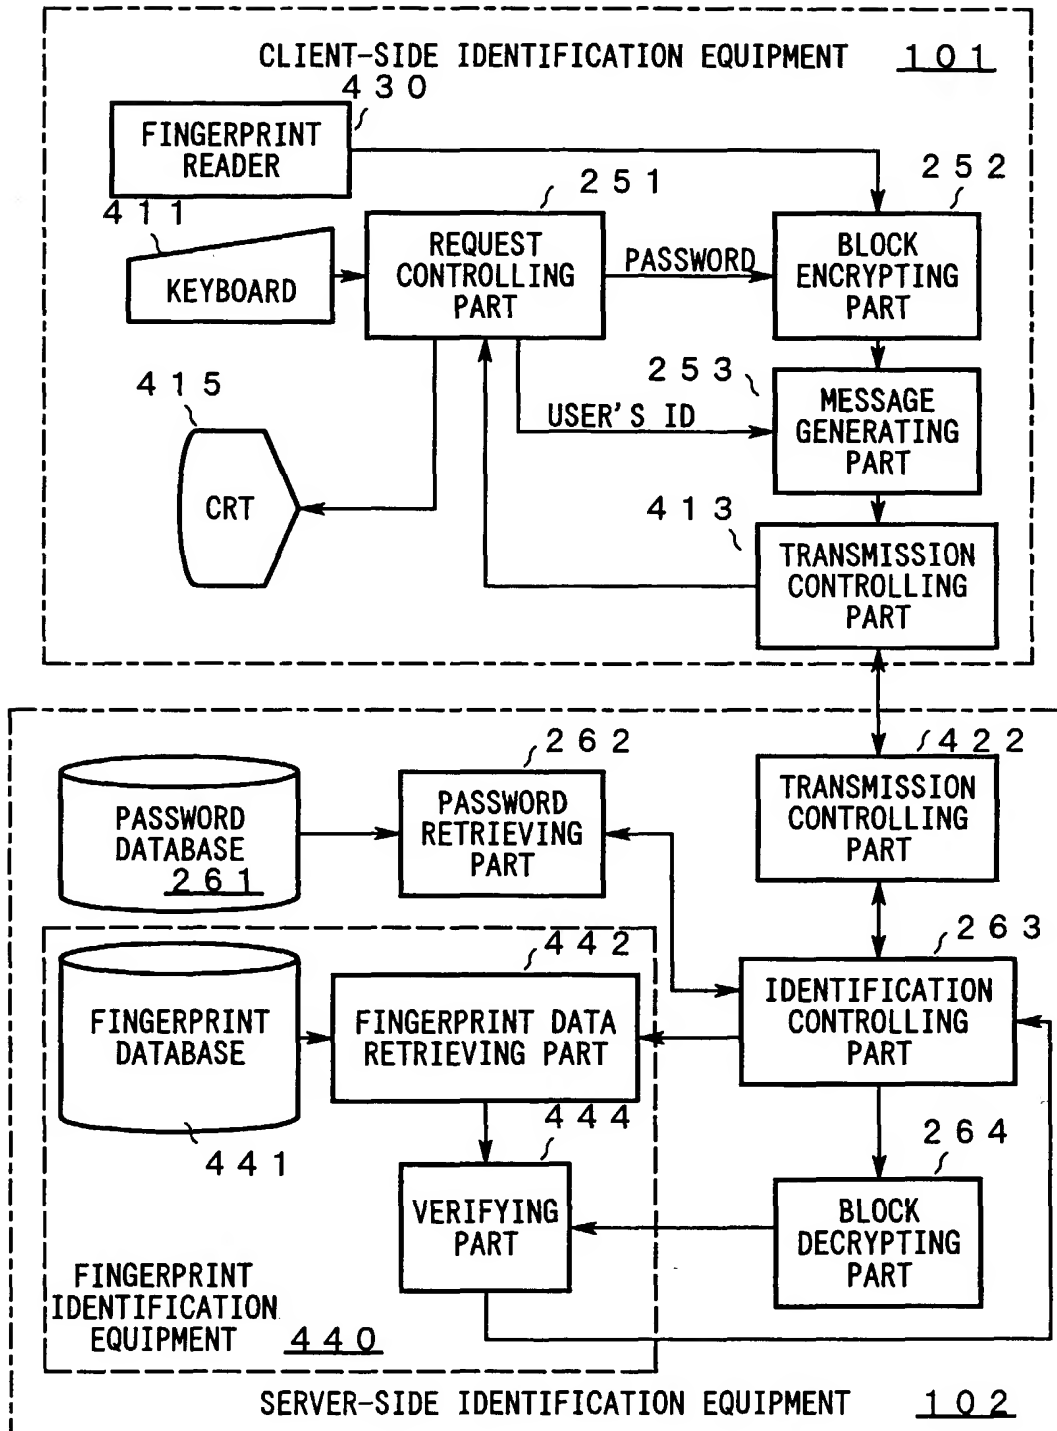 CLIENT-SIDE IDENTIFICATION EQUIPMENT 101
430
FINGERPRINT
READER
411
KEYBOARD
251
REQUEST
CONTROLLING
PART
PASSWORD
252
BLOCK
ENCRYPTING
PART
415
CRT
USER'S ID
253
MESSAGE
GENERATING
PART
413
TRANSMISSION
CONTROLLING
PART
PASSWORD
DATABASE
261
262
PASSWORD
RETRIEVING
PART
422
TRANSMISSION
CONTROLLING
PART
FINGERPRINT
DATABASE
441
442
FINGERPRINT DATA
RETRIEVING PART
263
IDENTIFICATION
CONTROLLING
PART
444
VERIFYING
PART
264
BLOCK
DECRYPTING
PART
FINGERPRINT
IDENTIFICATION
EQUIPMENT 440
SERVER-SIDE IDENTIFICATION EQUIPMENT 102